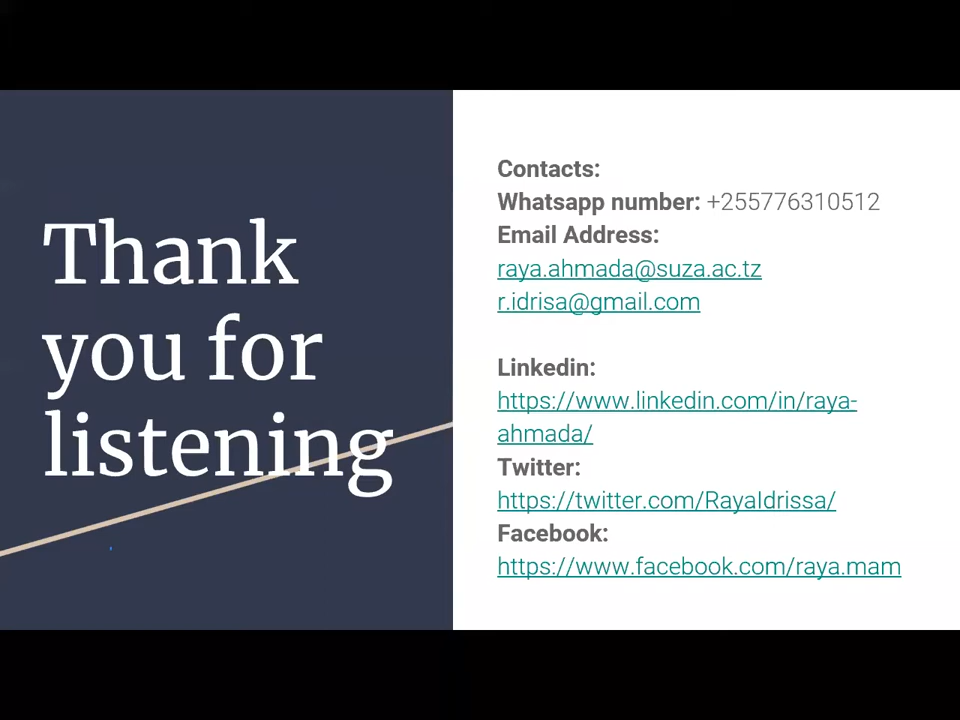 Thank
you for
listening
Contacts:
Whatsapp number: +255776310512
Email Address:
raya.ahmada@suza.ac.tz
r.idrisa@gmail.com
Linkedin:
https://www.linkedin.com/in/raya-
ahmada/
Twitter:
https://twitter.com/RayaIdrissa/
Facebook:
https://www.facebook.com/raya.mam